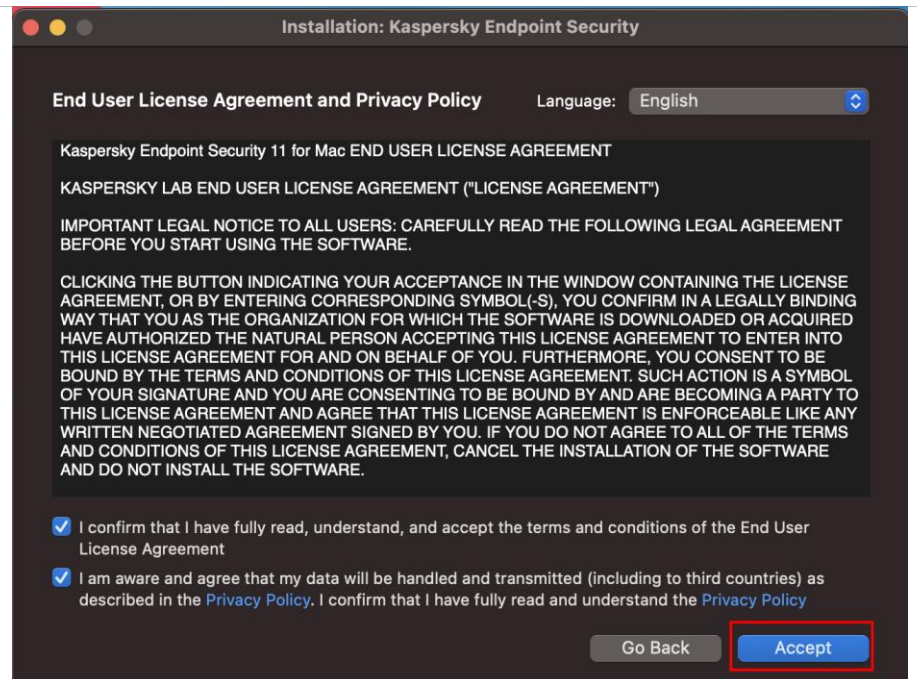 Installation: Kaspersky Endpoint Security
End User License Agreement and Privacy Policy Language: English
Kaspersky Endpoint Security 11 for Mac END USER LICENSE AGREEMENT
KASPERSKY LAB END USER LICENSE AGREEMENT ("LICENSE AGREEMENT")
IMPORTANT LEGAL NOTICE TO ALL USERS: CAREFULLY READ THE FOLLOWING LEGAL AGREEMENT
BEFORE YOU START USING THE SOFTWARE.
CLICKING THE BUTTON INDICATING YOUR ACCEPTANCE IN THE WINDOW CONTAINING THE LICENSE
AGREEMENT, OR BY ENTERING CORRESPONDING SYMBOL(-S), YOU CONFIRM IN A LEGALLY BINDING
WAY THAT YOU AS THE ORGANIZATION FOR WHICH THE SOFTWARE IS DOWNLOADED OR ACQUIRED
HAVE AUTHORIZED THE NATURAL PERSON ACCEPTING THIS LICENSE AGREEMENT TO ENTER INTO
THIS LICENSE AGREEMENT FOR AND ON BEHALF OF YOU. FURTHERMORE, YOU CONSENT TO BE
BOUND BY THE TERMS AND CONDITIONS OF THIS LICENSE AGREEMENT. SUCH ACTION IS A SYMBOL
OF YOUR SIGNATURE AND YOU ARE CONSENTING TO BE BOUND BY AND ARE BECOMING A PARTY TO
THIS LICENSE AGREEMENT AND AGREE THAT THIS LICENSE AGREEMENT IS ENFORCEABLE LIKE ANY
WRITTEN NEGOTIATED AGREEMENT SIGNED BY YOU. IF YOU DO NOT AGREE TO ALL OF THE TERMS
AND CONDITIONS OF THIS LICENSE AGREEMENT, CANCEL THE INSTALLATION OF THE SOFTWARE
AND DO NOT INSTALL THE SOFTWARE.
I confirm that I have fully read, understand, and accept the terms and conditions of the End User
License Agreement
I am aware and agree that my data will be handled and transmitted (including to third countries) as
described in the Privacy Policy. I confirm that I have fully read and understand the Privacy Policy
Go Back Accept